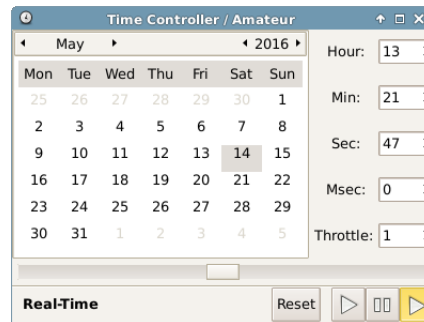 Time Controller / Amateur
May 2016
Mon Tue Wed Thu Fri Sat Sun
25 26 27 28 29 30 1
2 3 4 5 6 7 8
9 10 11 12 13 14 15
16 17 18 19 20 21 22
23 24 25 26 27 28 29
30 31 1 2 3 4 5
Hour: 13
Min: 21
Sec: 47
Msec: 0
Throttle: 1
Real-Time Reset